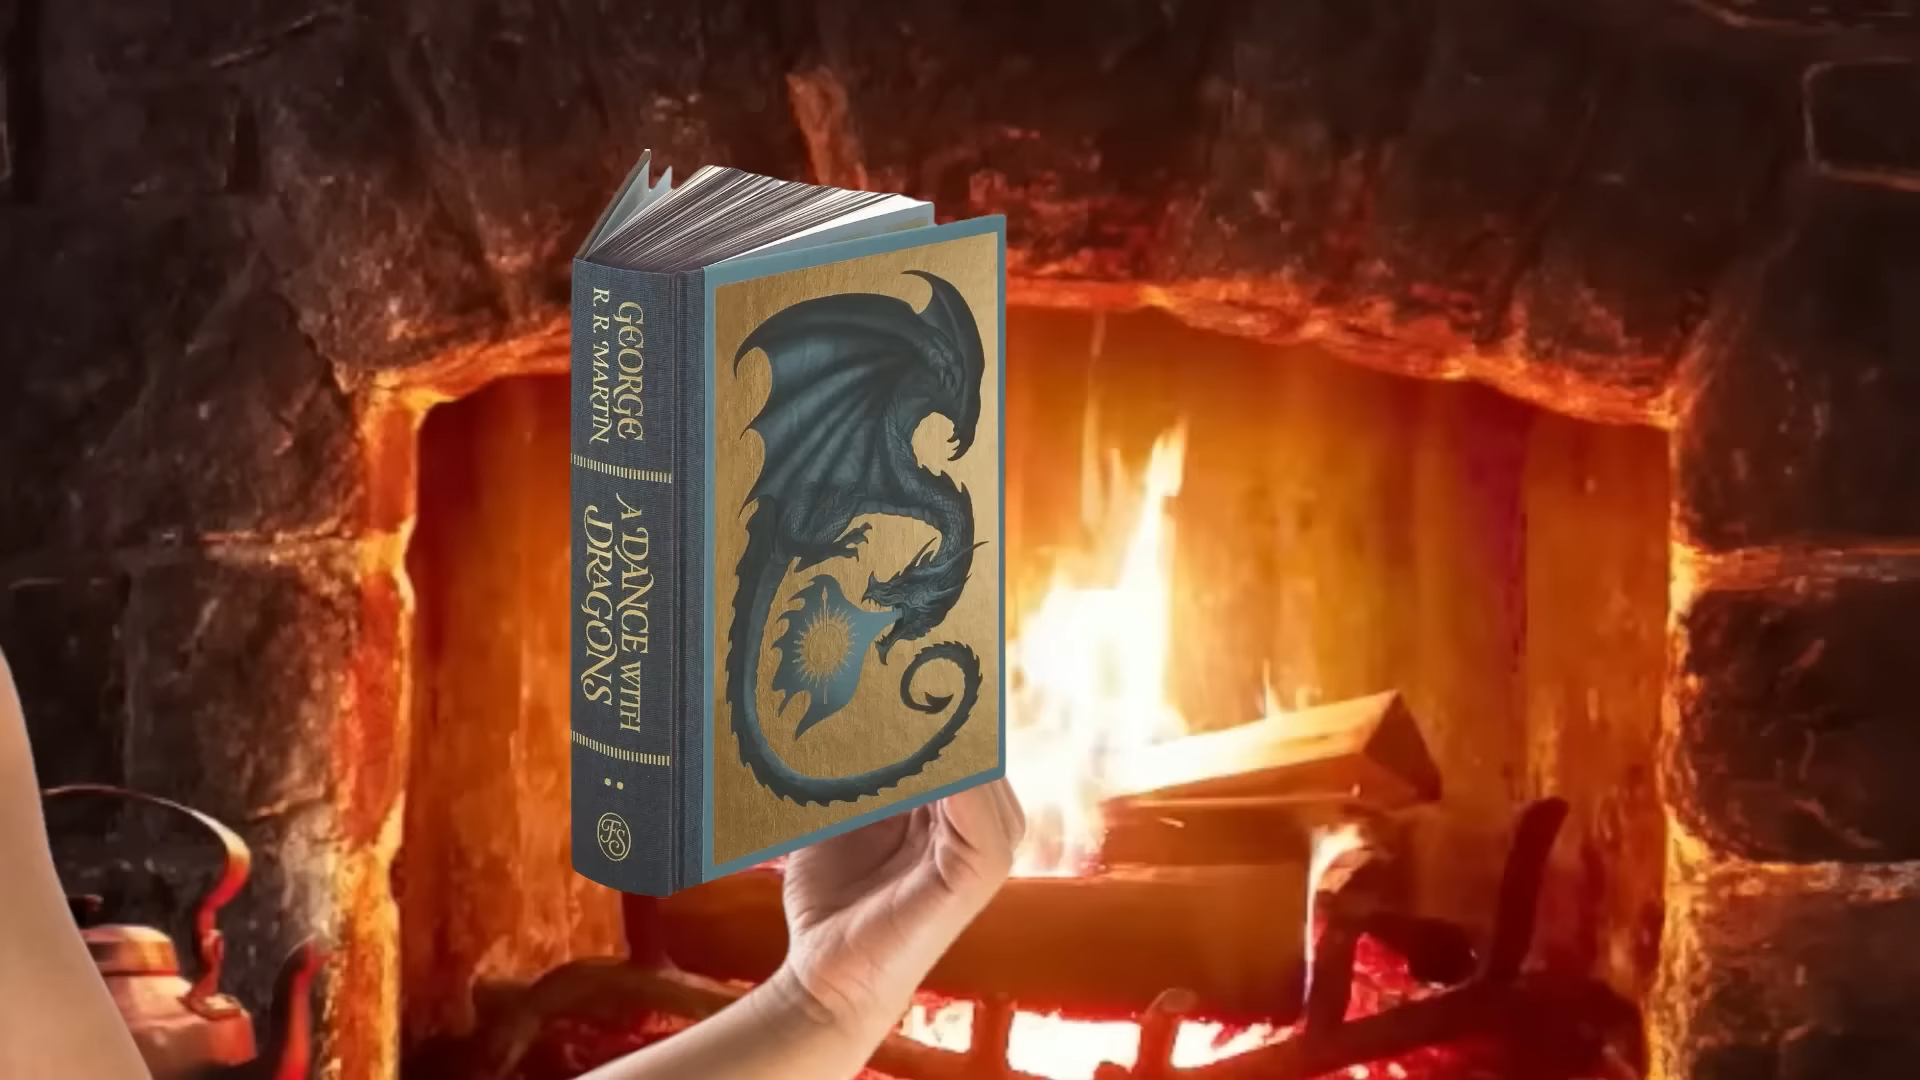 GEORGE
R. R. MARTIN
A DANCE WITH
DRAGONS
FS